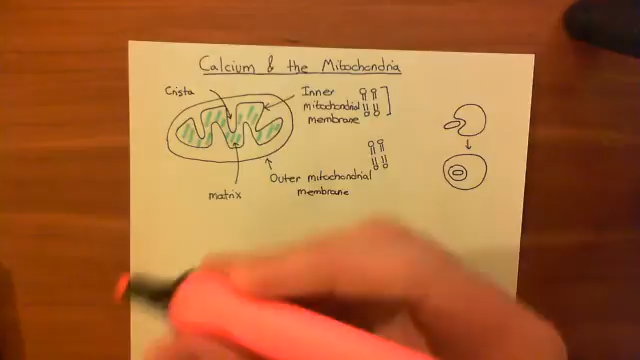 Calcium & the Mitochondria
Crista
Inner
mitochondrial
membrane
Outer mitochondrial
membrane
matrix